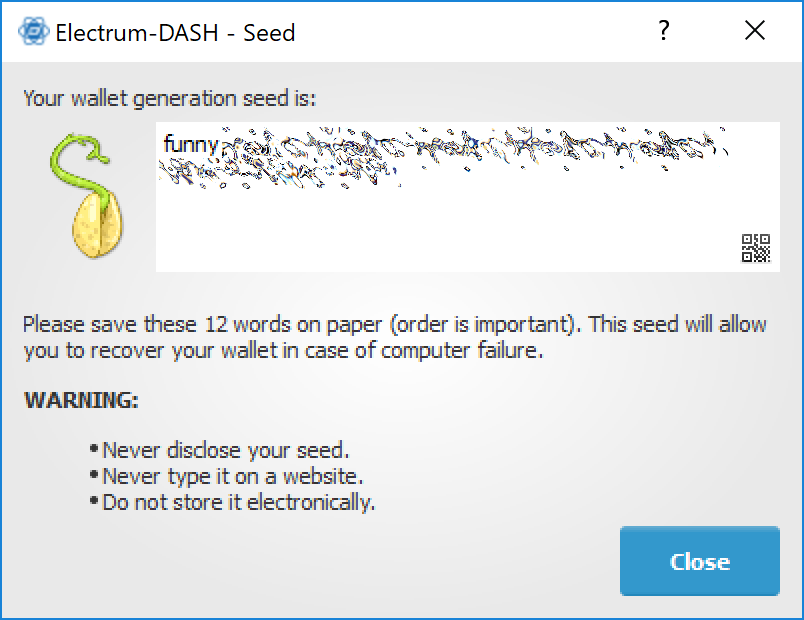 Electrum-DASH - Seed
Your wallet generation seed is:
funny
Please save these 12 words on paper (order is important). This seed will allow
you to recover your wallet in case of computer failure.
WARNING:
•Never disclose your seed.
•Never type it on a website.
•Do not store it electronically.
Close